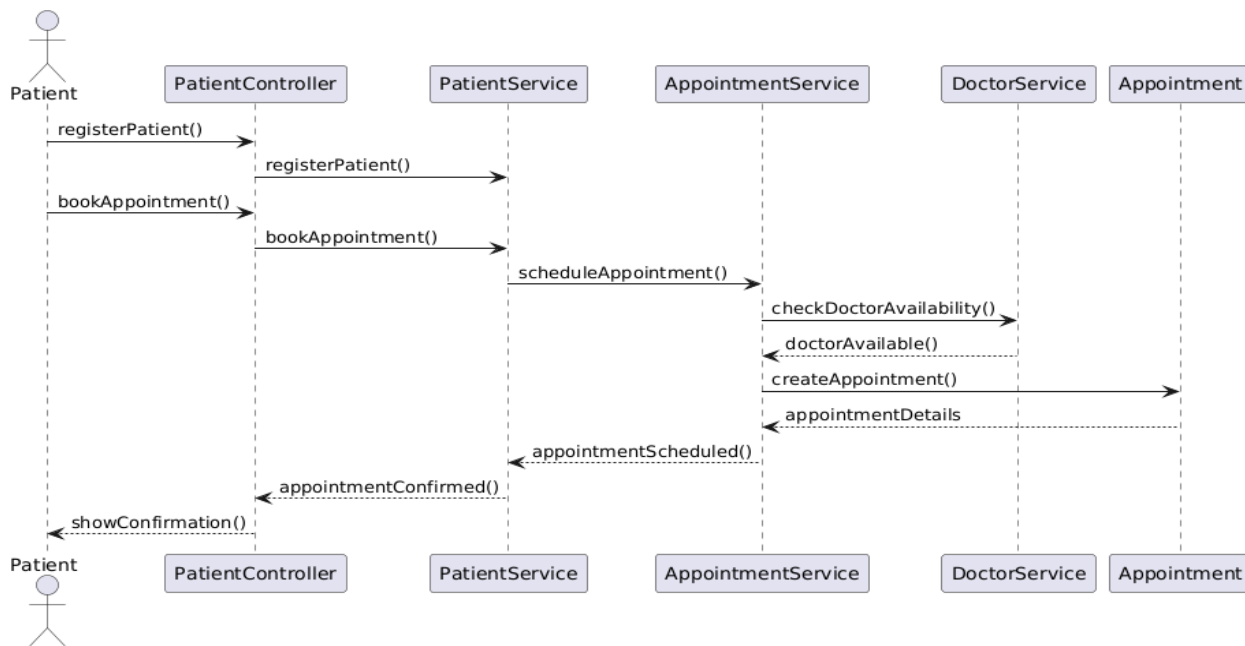 Patient
PatientController
PatientService
AppointmentService
DoctorService
Appointment
registerPatient()
registerPatient()
bookAppointment()
bookAppointment()
scheduleAppointment()
checkDoctorAvailability()
doctorAvailable()
createAppointment()
appointmentDetails
appointmentScheduled()
appointmentConfirmed()
showConfirmation()
Patient
PatientController
PatientService
AppointmentService
DoctorService
Appointment